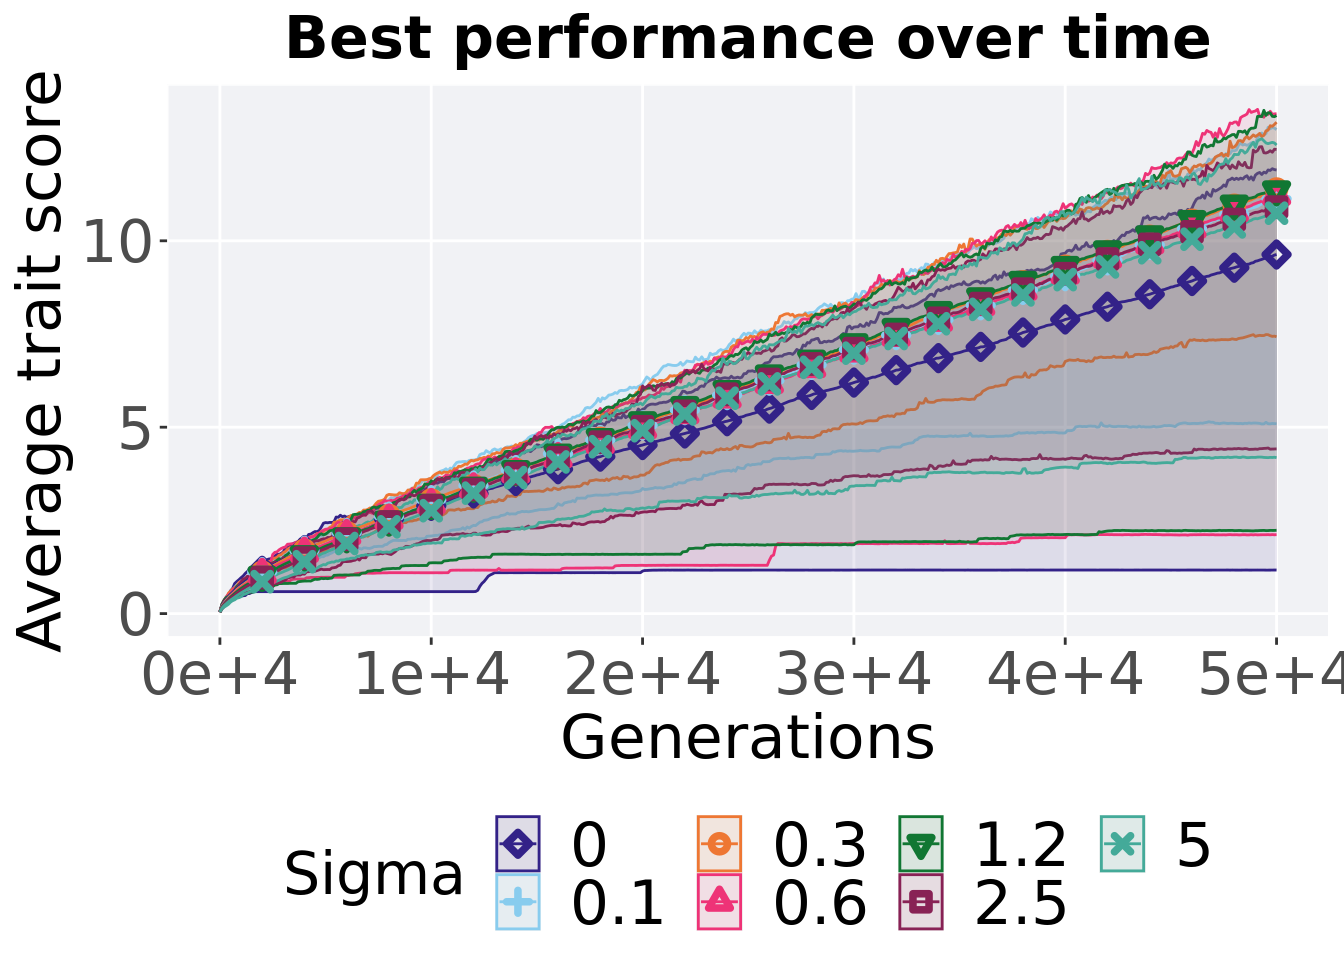 Best performance over time
Average trait score
10
5
0
0e+4 1e+4 2e+4 3e+4 4e+4 5e+4
Generations
Sigma
0 0.3 1.2 5
0.1 0.6 2.5